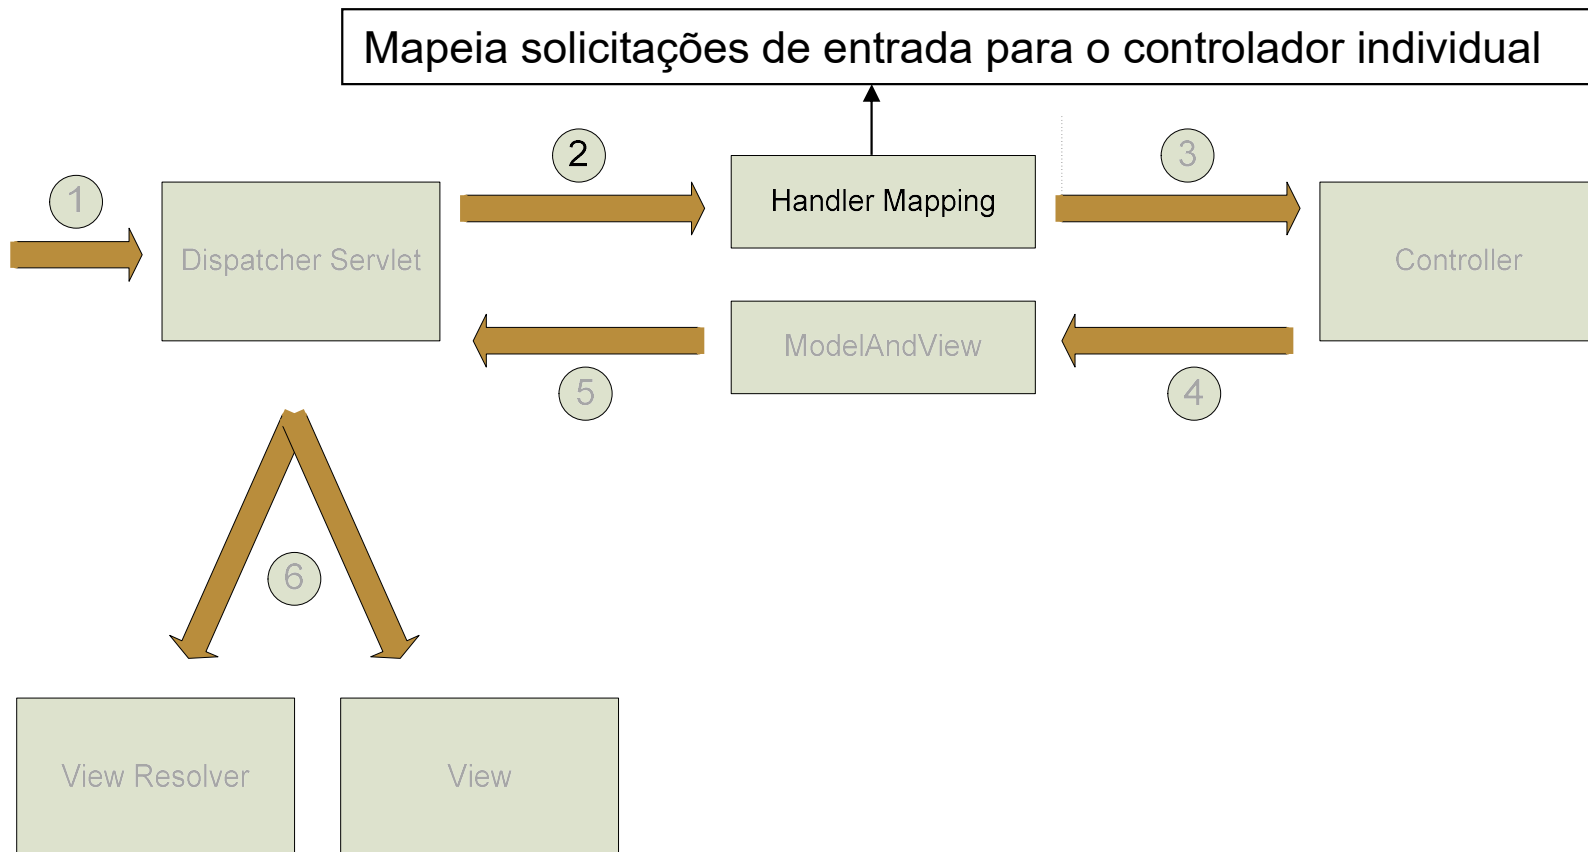 Mapeia solicitações de entrada para o controlador individual
1
2
3
Dispatcher Servlet
Handler Mapping
Controller
ModelAndView
5
4
6
View Resolver
View